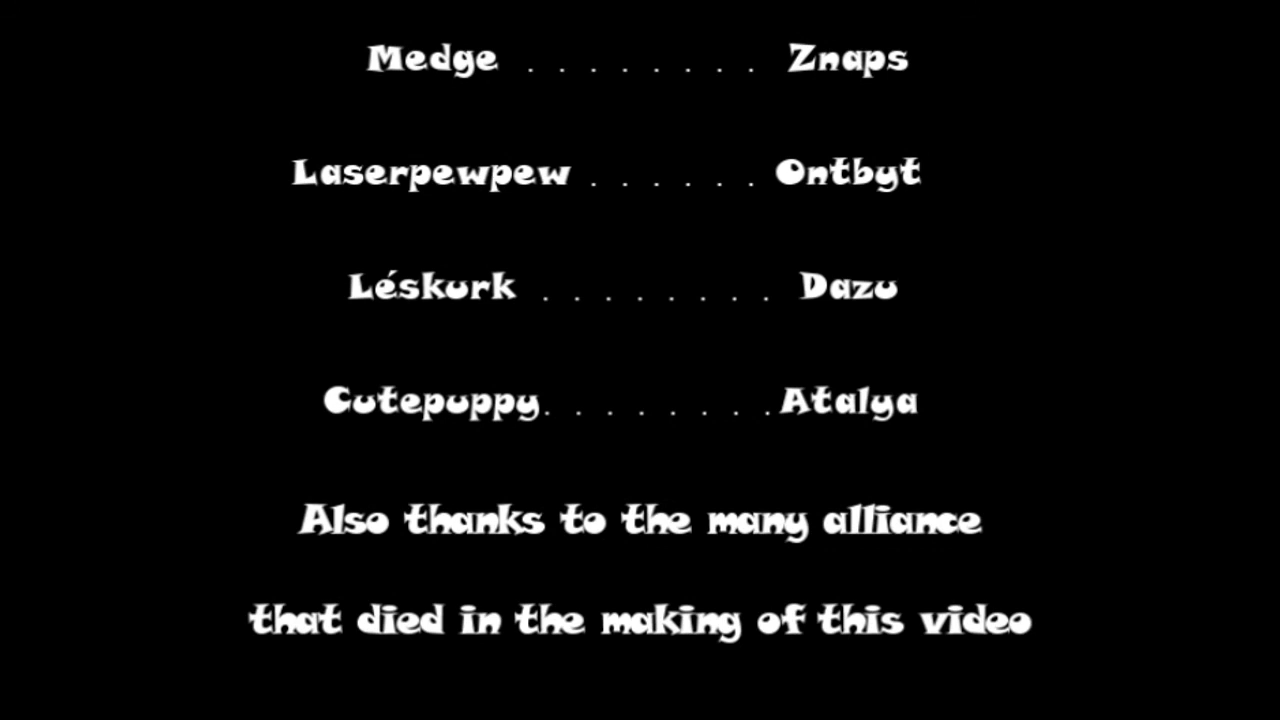 Medge . . . . . . . . Znaps
Laserpewpew . . . . . . Ontbyt
Léskurk . . . . . . . . Dazu
Cutepuppy. . . . . . . .Atalya
Also thanks to the many alliance
that died in the making of this video